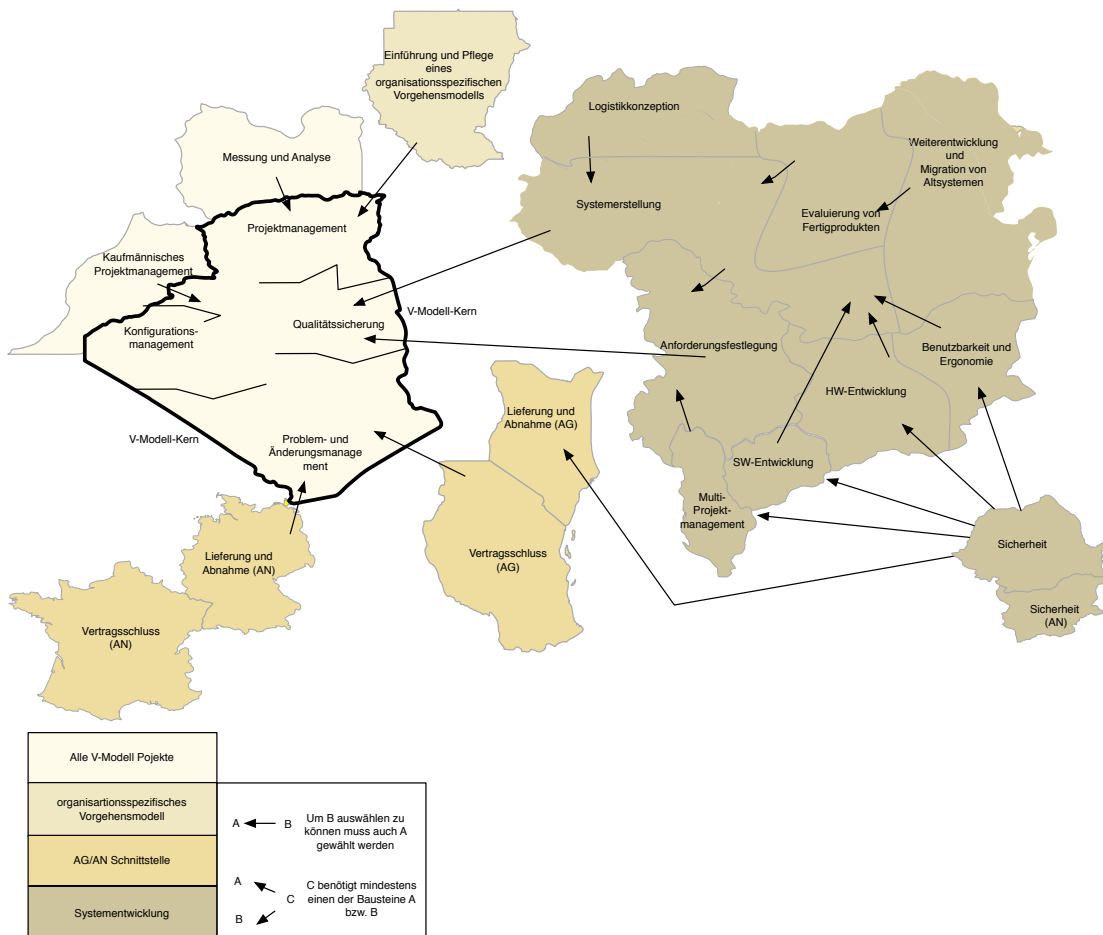 Einführung und Pflege
eines
organisationsspezifischen
Vorgehensmodells
Messung und Analyse
Projektmanagement
Kaufmännisches
Projektmanagement
Konfigurations-
management
Qualitätssicherung
V-Modell-Kern
V-Modell-Kern
Problem- und
Änderungsmanage
ment
Logistikkonzeption
Systemerstellung
Weiterentwicklung
und
Migration von
Altsystemen
Evaluierung von
Fertigprodukten
Anforderungsfestlegung
Benutzbarkeit und
Ergonomie
HW-Entwicklung
SW-Entwicklung
Multi-
Projekt-
management
Lieferung und
Abnahme (AG)
Vertragsschluss
(AG)
Lieferung und
Abnahme (AN)
Vertragsschluss
(AN)
Sicherheit
Sicherheit
(AN)
Alle V-Modell Pojekte
organisartionsspezifisches
Vorgehensmodell
AG/AN Schnittstelle
Systementwicklung
A B Um B auswählen zu
können muss auch A
gewählt werden
A
C C benötigt mindestens
einen der Bausteine A
B bzw. B